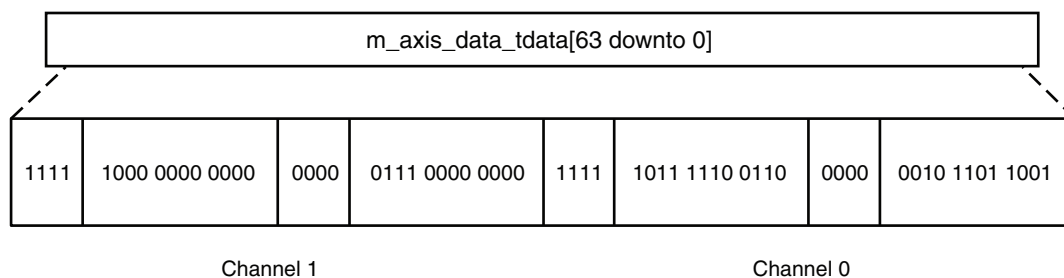 m_axis_data_tdata[63 downto 0]
1111 1000 0000 0000 0000 0111 0000 0000 1111 1011 1110 0110 0000 0010 1101 1001
Channel 1 Channel 0